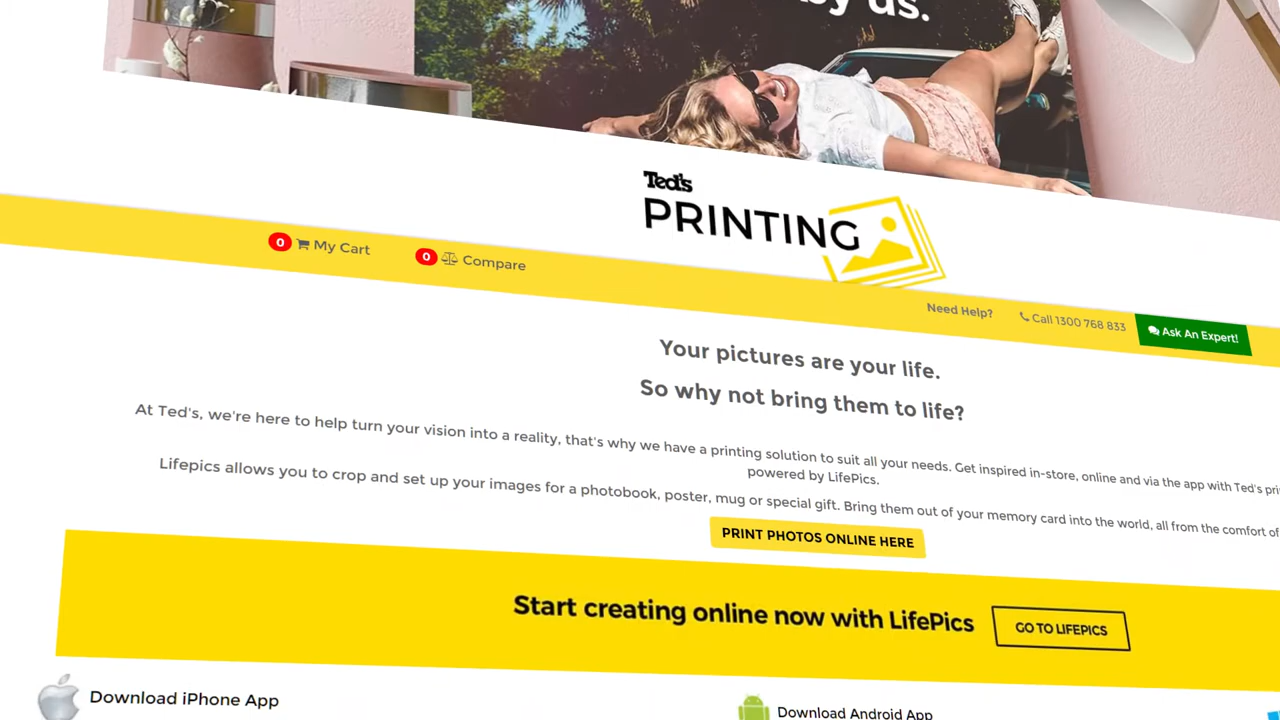 by us.
Ted's
PRINTING
0 My Cart
0 Compare
Need Help?
Call 1300 768 833
Ask An Expert!
Your pictures are your life.
So why not bring them to life?
At Ted's, we're here to help turn your vision into a reality, that's why we have a printing solution to suit all your needs. Get inspired in-store, online and via the app with Ted's
powered by LifePics.
Lifepics allows you to crop and set up your images for a photobook, poster, mug or special gift. Bring them out of your memory card into the world, all from the comfort of
PRINT PHOTOS ONLINE HERE
Start creating online now with LifePics
GO TO LIFEPICS
Download iPhone App
Download Android App